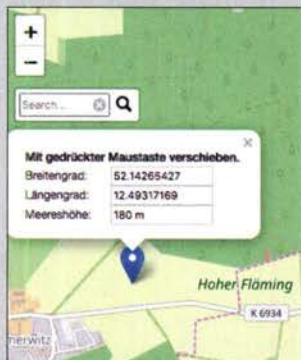 +
−
Search...
Mit gedrückter Maustaste verschieben.
Breitengrad: 52.14265427
Längengrad: 12.49317169
Meereshöhe: 180 m
Hoher Fläming
K 6934
nerwitz